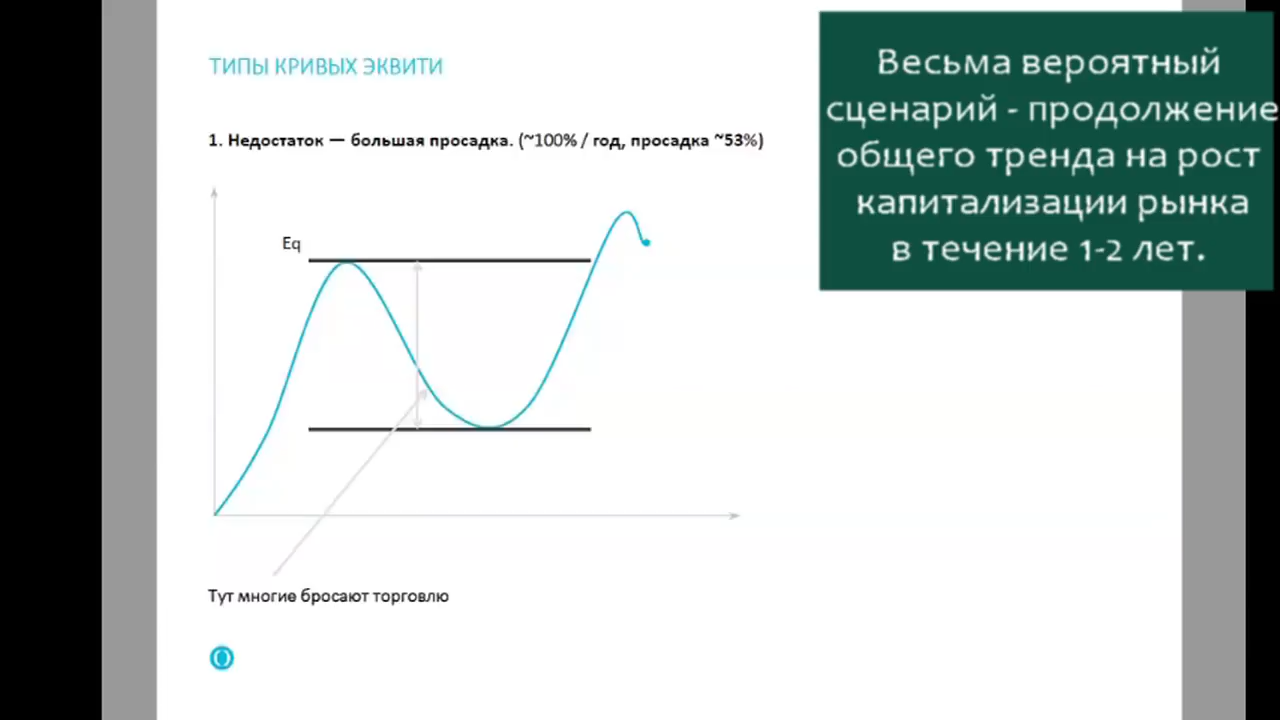 ТИПЫ КРИВЫХ ЭКВИТИ
1. Недостаток — большая просадка. (~100% / год, просадка ~53%)
Eq
Тут многие бросают торговлю
Весьма вероятный
сценарий - продолжение
общего тренда на рост
капитализации рынка
в течение 1-2 лет.